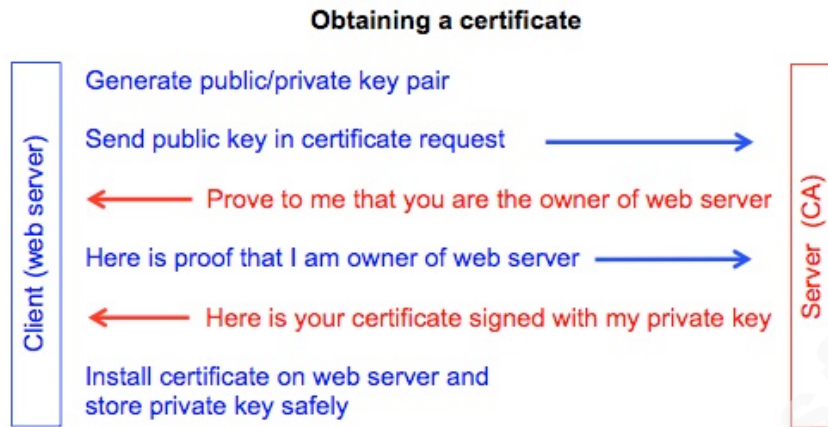 Obtaining a certificate
Client (web server)
Generate public/private key pair
Send public key in certificate request
Prove to me that you are the owner of web server
Here is proof that I am owner of web server
Here is your certificate signed with my private key
Install certificate on web server and
store private key safely
Server (CA)